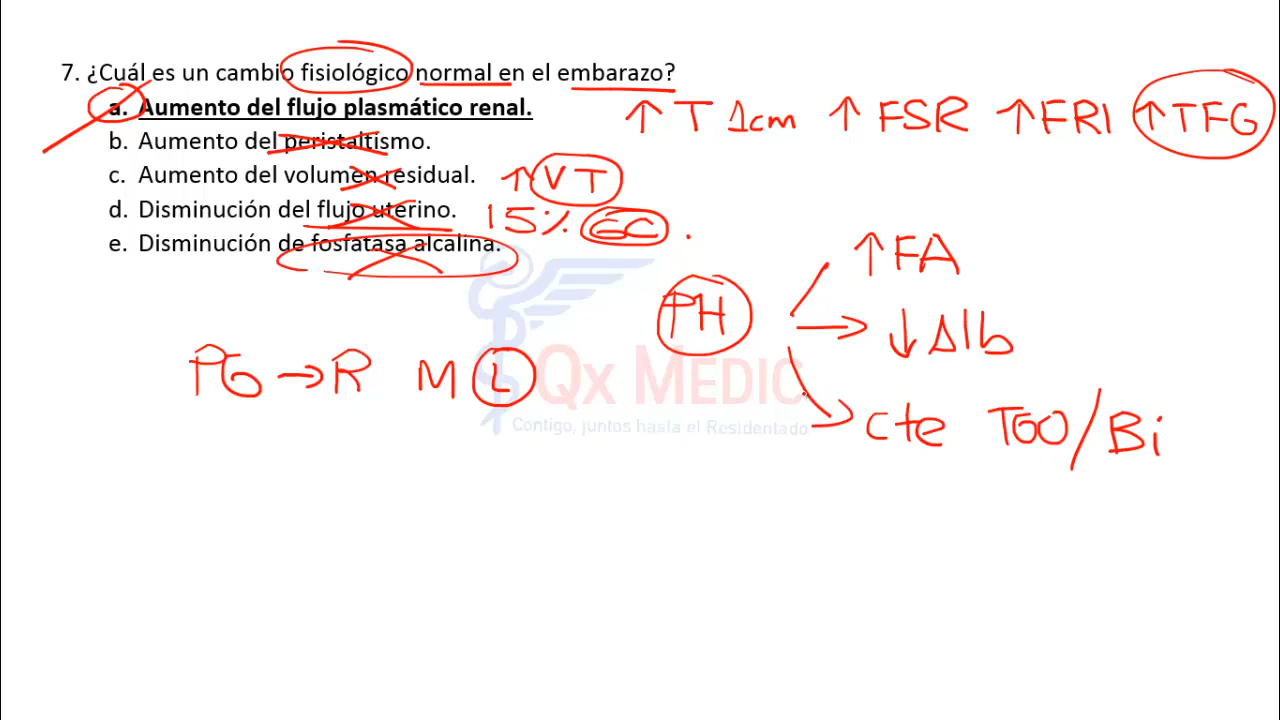 7. ¿Cuál es un cambio fisiológico normal en el embarazo?
a. Aumento del flujo plasmático renal.
↑ T 1cm ↑ FSR ↑ FRI ↑ TFG
b. Aumento del peristaltismo.
c. Aumento del volumen residual. ↑ VT
d. Disminución del flujo uterino. 15% GC.
e. Disminución de fosfatasa alcalina.
↑ FA
PH
→ ↓ Alb
PG → R M L
Qx MEDIC
Contigo, juntos hasta el Residentado
→ cte TGO/Bi